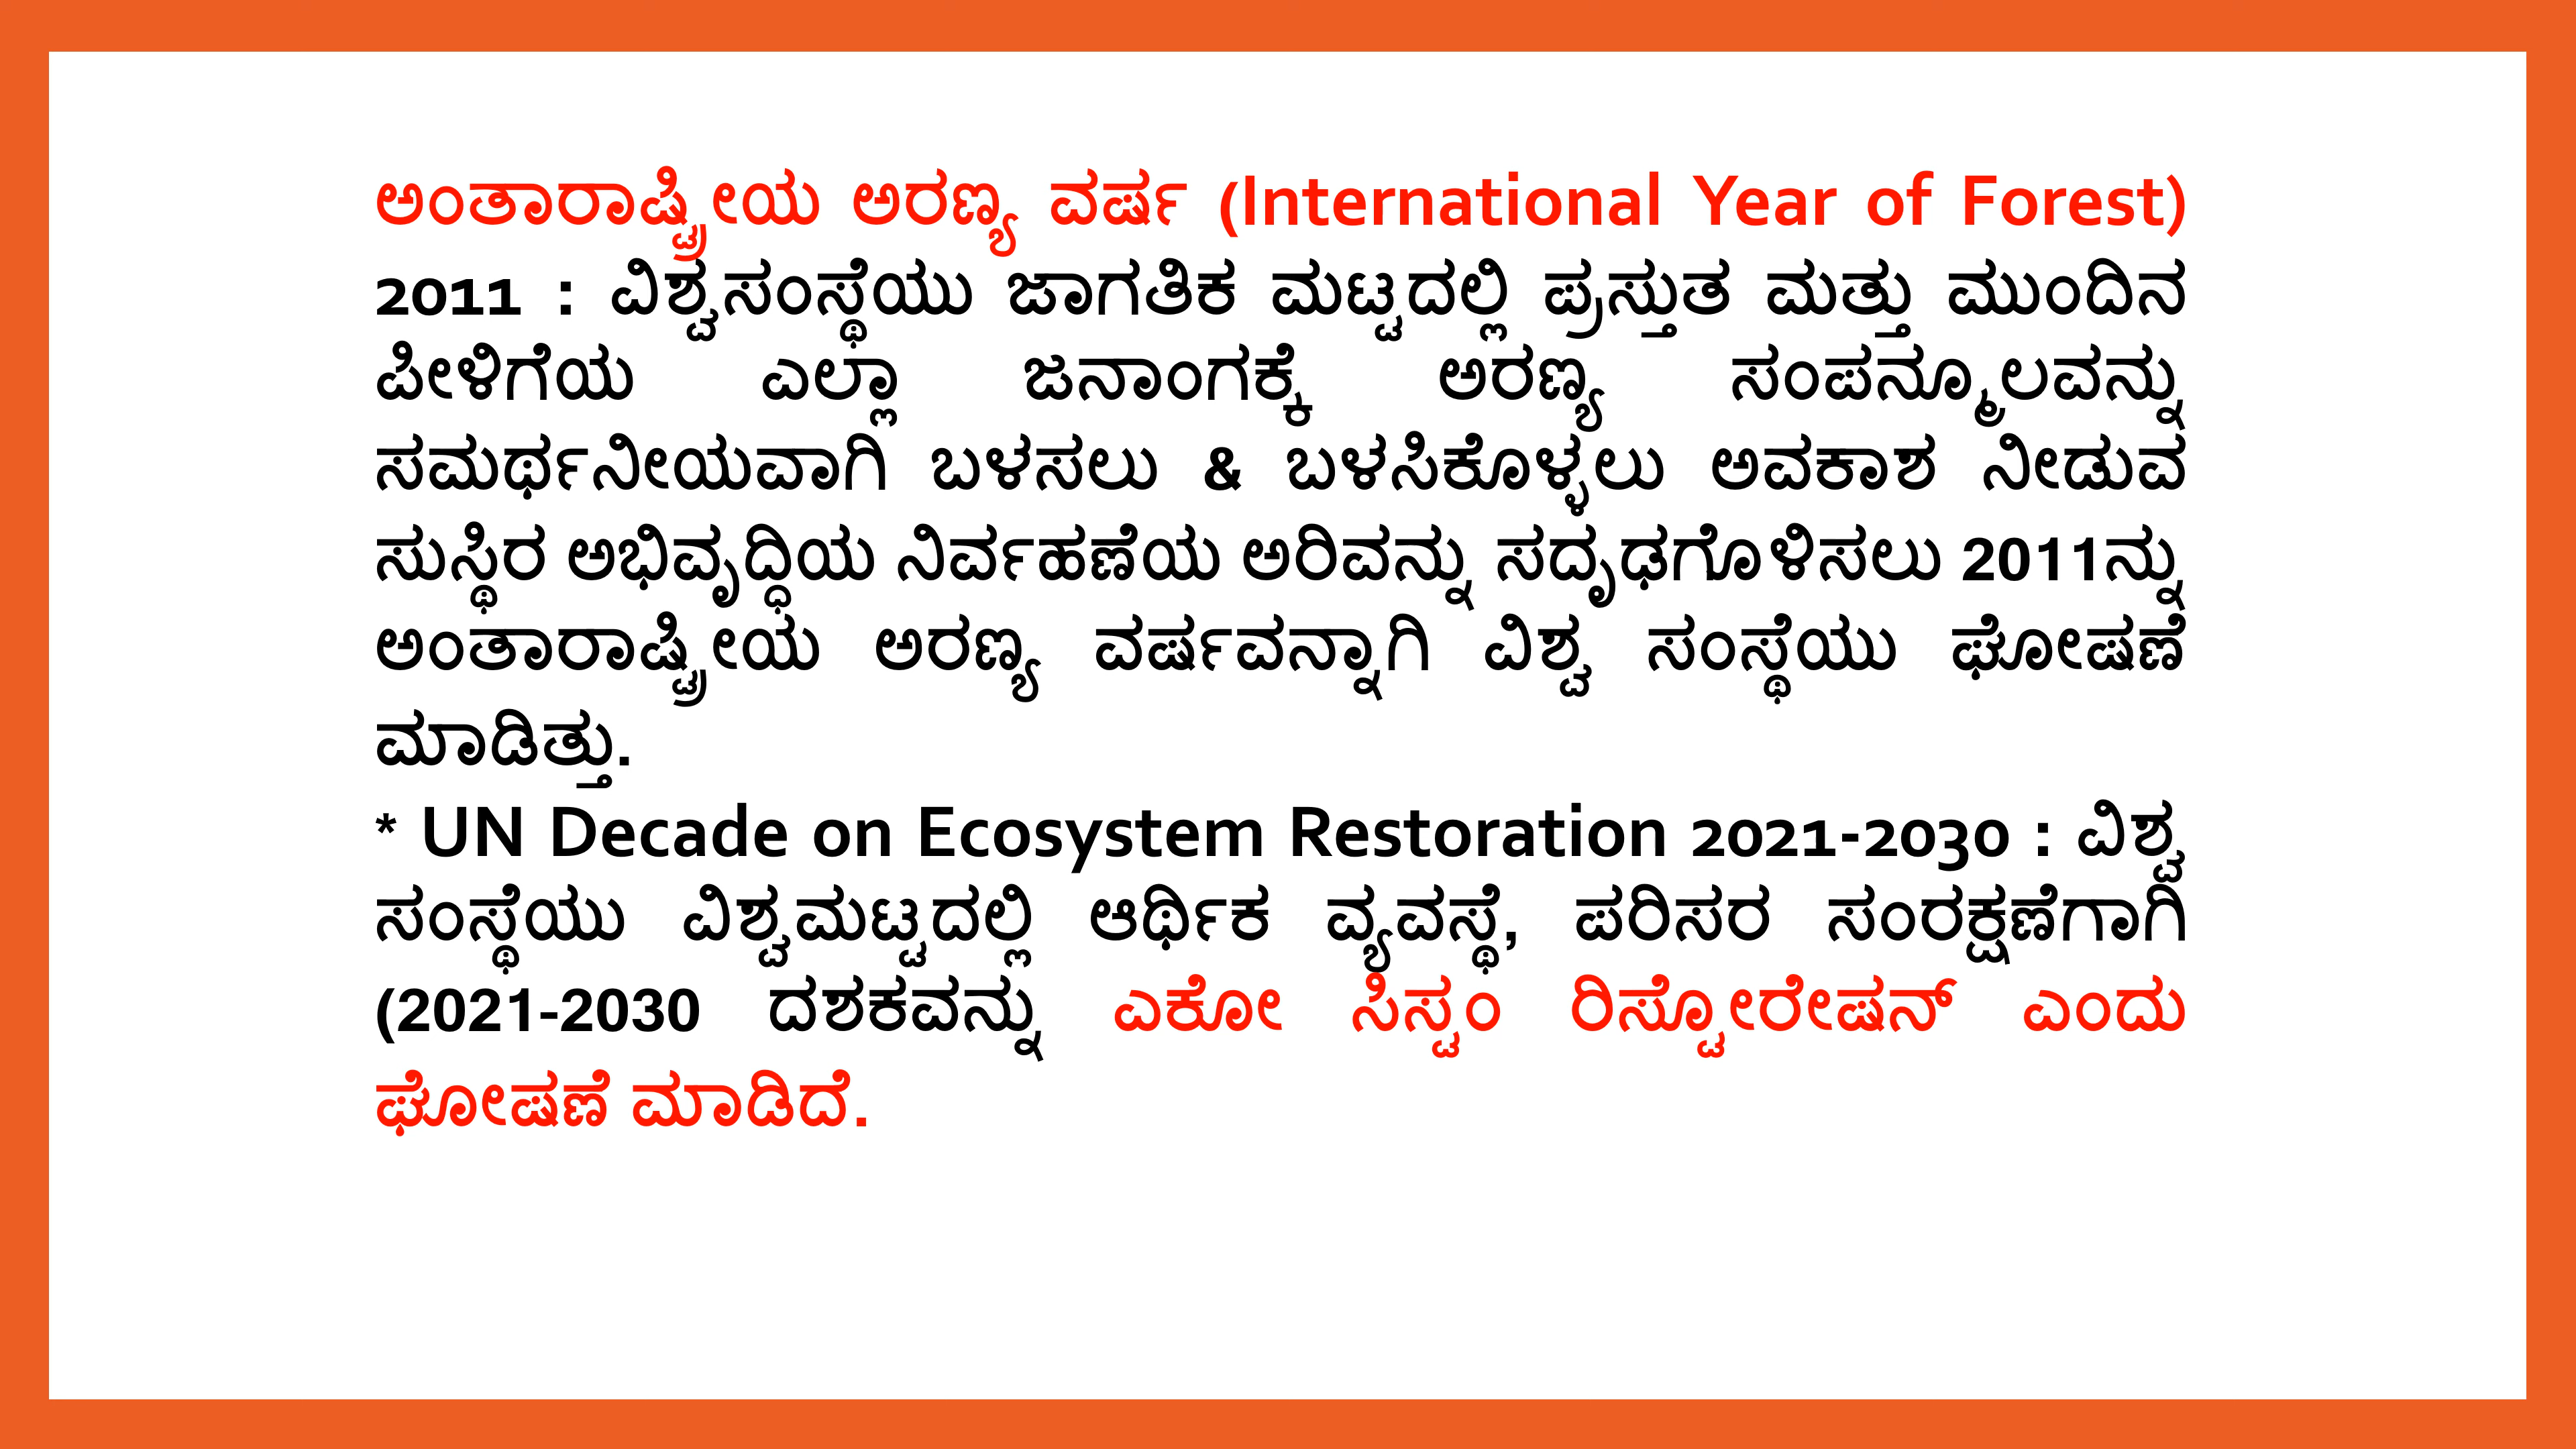 ಅಂತಾರಾಷ್ಟ್ರೀಯ ಅರಣ್ಯ ವರ್ಷ (International Year of Forest)
2011 : ವಿಶ್ವಸಂಸ್ಥೆಯು ಜಾಗತಿಕ ಮಟ್ಟದಲ್ಲಿ ಪ್ರಸ್ತುತ ಮತ್ತು ಮುಂದಿನ
ಪೀಳಿಗೆಯ ಎಲ್ಲಾ ಜನಾಂಗಕ್ಕೆ ಅರಣ್ಯ ಸಂಪನ್ಮೂಲವನ್ನು
ಸಮರ್ಥನೀಯವಾಗಿ ಬಳಸಲು & ಬಳಸಿಕೊಳ್ಳಲು ಅವಕಾಶ ನೀಡುವ
ಸುಸ್ಥಿರ ಅಭಿವೃದ್ಧಿಯ ನಿರ್ವಹಣೆಯ ಅರಿವನ್ನು ಸದೃಢಗೊಳಿಸಲು 2011ನ್ನು
ಅಂತಾರಾಷ್ಟ್ರೀಯ ಅರಣ್ಯ ವರ್ಷವನ್ನಾಗಿ ವಿಶ್ವ ಸಂಸ್ಥೆಯು ಘೋಷಣೆ
ಮಾಡಿತ್ತು.
* UN Decade on Ecosystem Restoration 2021-2030 : ವಿಶ್ವ
ಸಂಸ್ಥೆಯು ವಿಶ್ವಮಟ್ಟದಲ್ಲಿ ಆರ್ಥಿಕ ವ್ಯವಸ್ಥೆ, ಪರಿಸರ ಸಂರಕ್ಷಣೆಗಾಗಿ
(2021-2030 ದಶಕವನ್ನು ಎಕೋ ಸಿಸ್ಟಂ ರಿಸ್ಟೋರೇಷನ್ ಎಂದು
ಘೋಷಣೆ ಮಾಡಿದೆ.